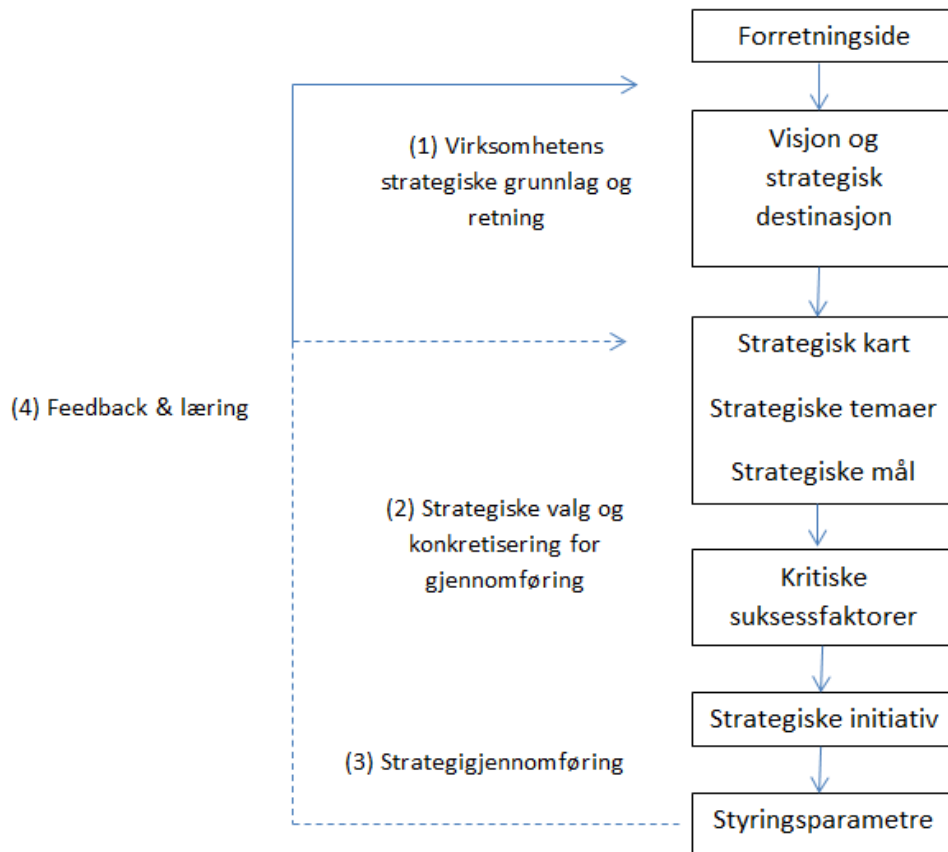 Forretningside
(1) Virksomhetens
strategiske grunnlag og
retning
Visjon og
strategisk
destinasjon
Strategisk kart
Strategiske temaer
Strategiske mål
(4) Feedback & læring
(2) Strategiske valg og
konkretisering for
gjennomføring
Kritiske
suksessfaktorer
Strategiske initiativ
(3) Strategigjennomføring
Styringsparametre